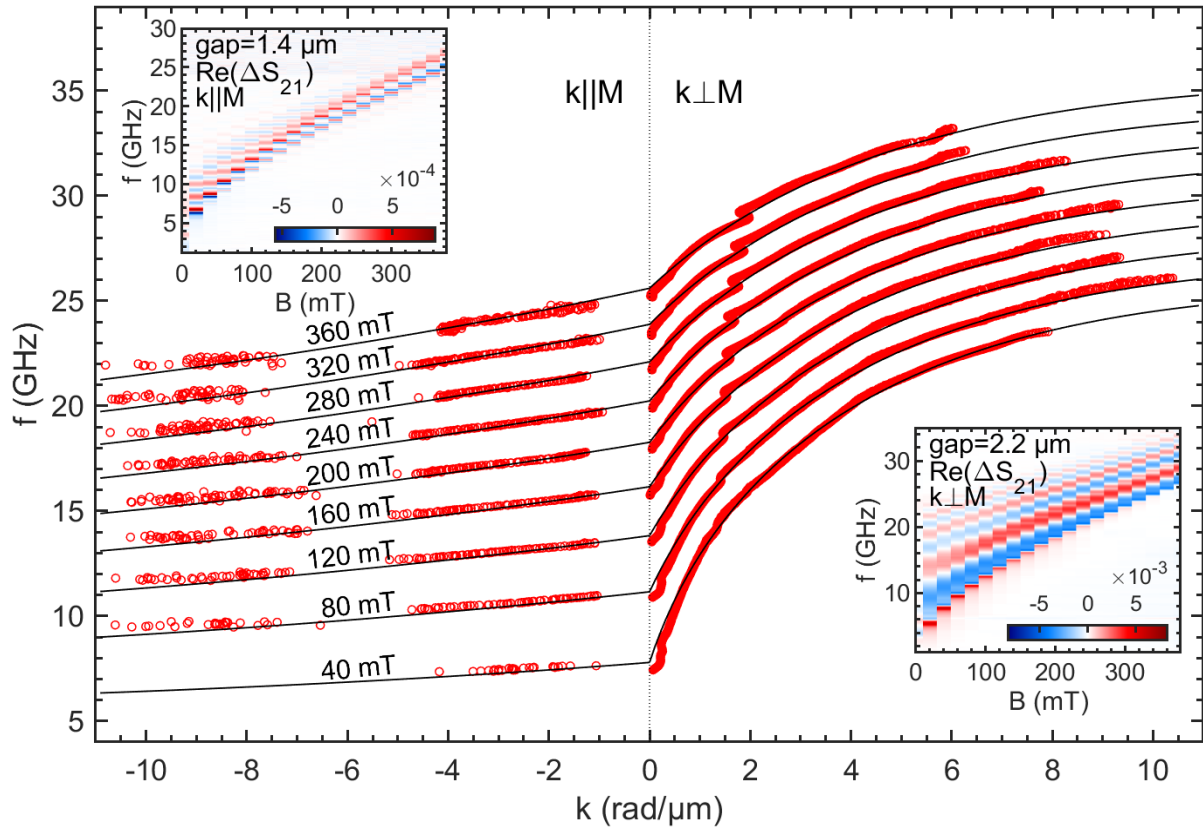 gap=1.4 µm
Re(ΔS21)
k||M
30
25
20
15
10
5
f (GHz)
×10-4
-5 0 5
0 100 200 300
B (mT)
k||M k⊥M
35
30
25
20
15
10
5
f (GHz)
360 mT
320 mT
280 mT
240 mT
200 mT
160 mT
120 mT
80 mT
40 mT
gap=2.2 µm
Re(ΔS21)
k⊥M
30
20
10
0
f (GHz)
×10-3
-5 0 5
0 100 200 300
B (mT)
-10 -8 -6 -4 -2 0 2 4 6 8 10
k (rad/µm)